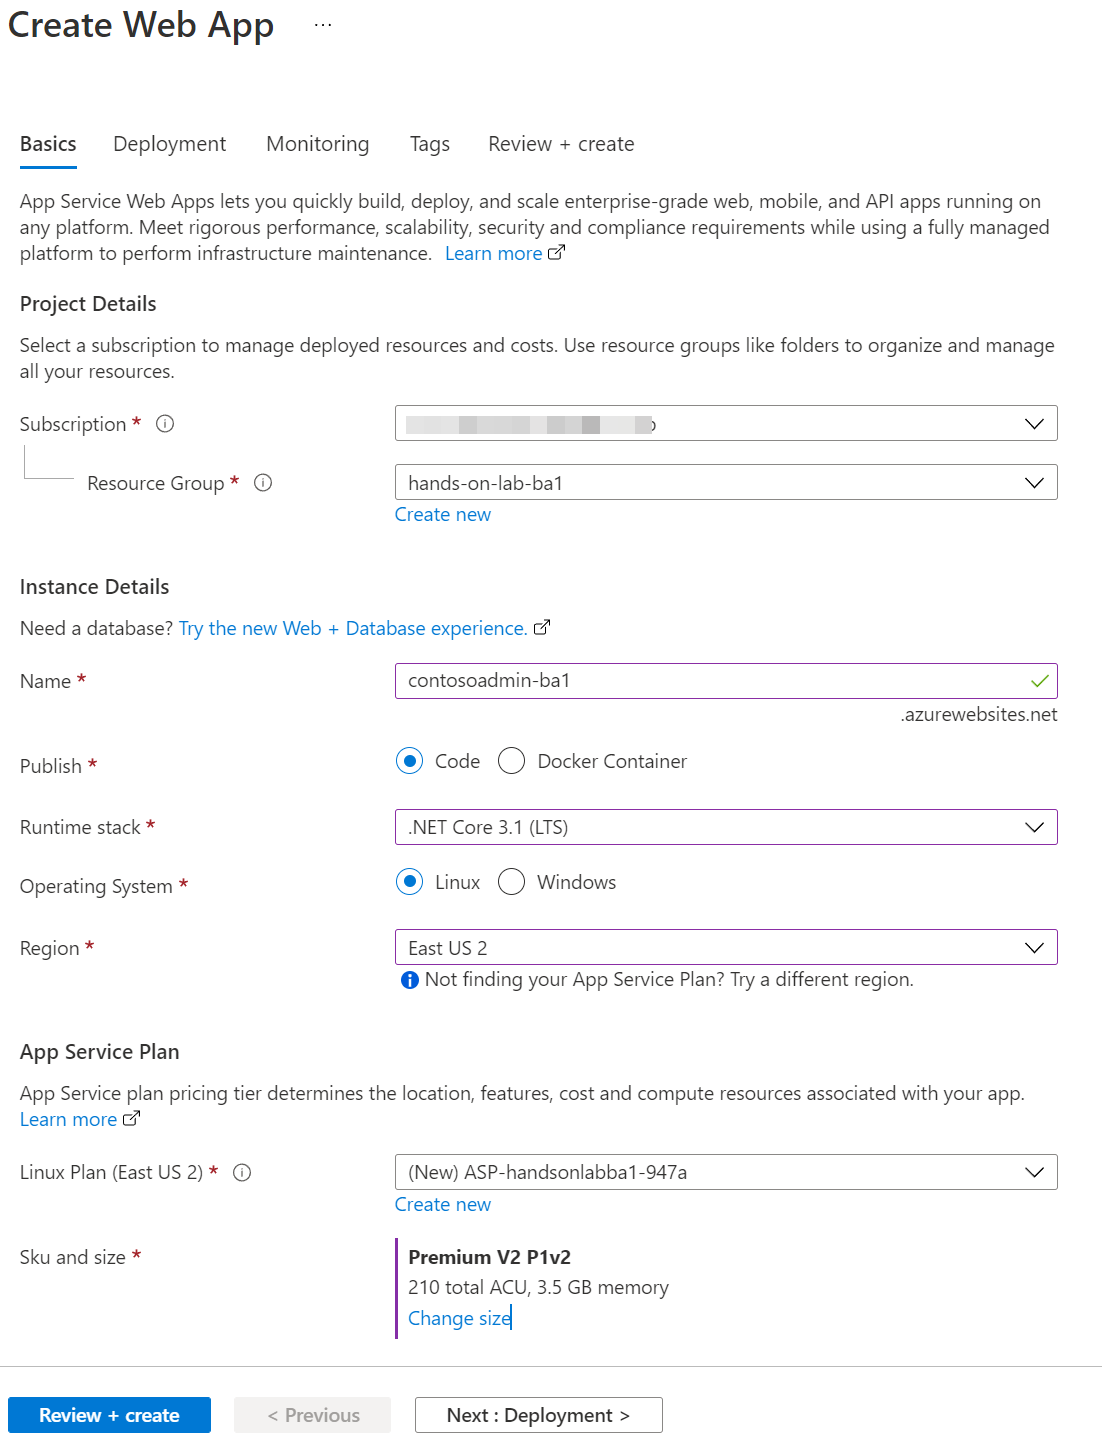 Create Web App ...
Basics Deployment Monitoring Tags Review + create
App Service Web Apps lets you quickly build, deploy, and scale enterprise-grade web, mobile, and API apps running on
any platform. Meet rigorous performance, scalability, security and compliance requirements while using a fully managed
platform to perform infrastructure maintenance. Learn more
Project Details
Select a subscription to manage deployed resources and costs. Use resource groups like folders to organize and manage
all your resources.
Subscription *
Resource Group * hands-on-lab-ba1
Create new
Instance Details
Need a database? Try the new Web + Database experience.
Name * contosoadmin-ba1
.azurewebsites.net
Publish * Code Docker Container
Runtime stack * .NET Core 3.1 (LTS)
Operating System * Linux Windows
Region * East US 2
Not finding your App Service Plan? Try a different region.
App Service Plan
App Service plan pricing tier determines the location, features, cost and compute resources associated with your app.
Learn more
Linux Plan (East US 2) * (New) ASP-handsonlabba1-947a
Create new
Sku and size * Premium V2 P1v2
210 total ACU, 3.5 GB memory
Change size
Review + create < Previous Next : Deployment >